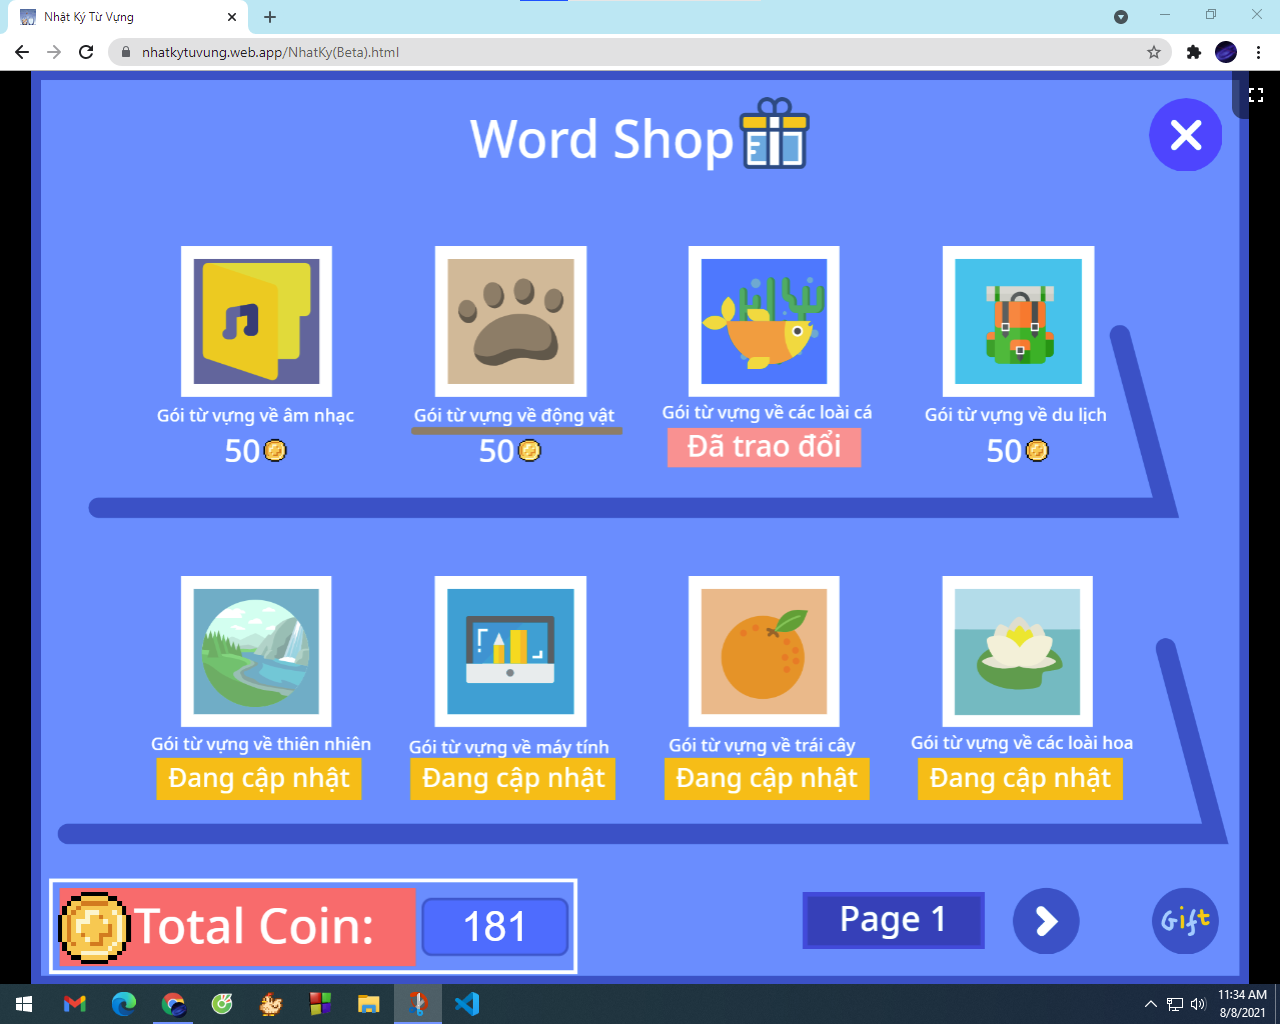 Nhật Ký Từ Vựng
nhatkytuvung.web.app/NhatKy(Beta).html
Word Shop
Gói từ vựng về âm nhạc
50
Gói từ vựng về động vật
50
Gói từ vựng về các loài cá
Đã trao đổi
Gói từ vựng về du lịch
50
Gói từ vựng về thiên nhiên
Đang cập nhật
Gói từ vựng về máy tính
Đang cập nhật
Gói từ vựng về trái cây
Đang cập nhật
Gói từ vựng về các loài hoa
Đang cập nhật
Total Coin:
181
Page 1
Gift
11:34 AM
8/8/2021